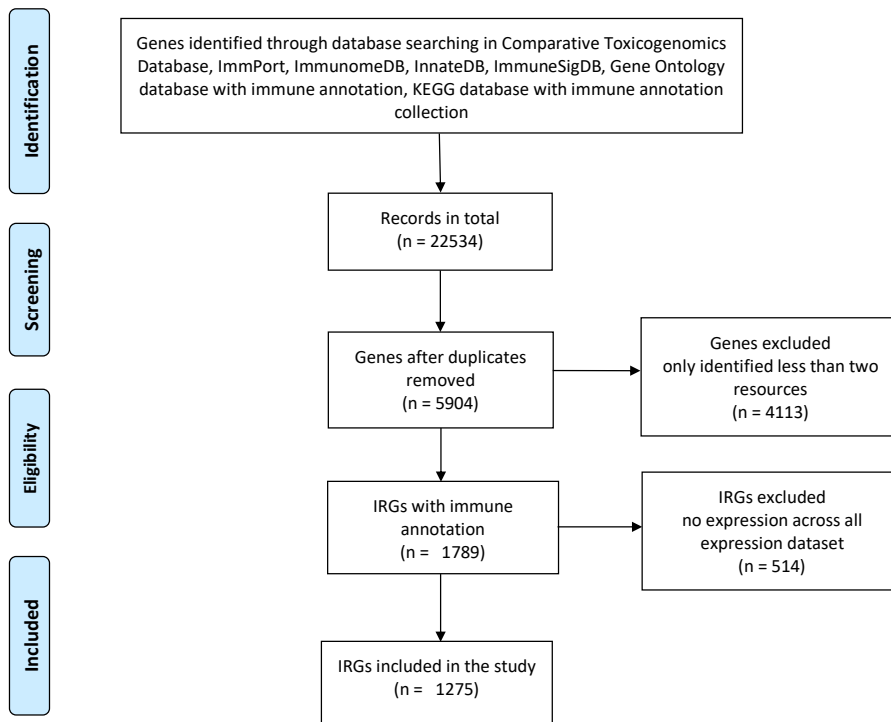 Identification
Genes identified through database searching in Comparative Toxicogenomics
Database, ImmPort, ImmunomeDB, InnateDB, ImmuneSigDB, Gene Ontology
database with immune annotation, KEGG database with immune annotation
collection
Records in total
(n = 22534)
Screening
Genes after duplicates
removed
(n = 5904)
Genes excluded
only identified less than two
resources
(n = 4113)
Eligibility
IRGs with immune
annotation
(n = 1789)
IRGs excluded
no expression across all
expression dataset
(n = 514)
Included
IRGs included in the study
(n = 1275)